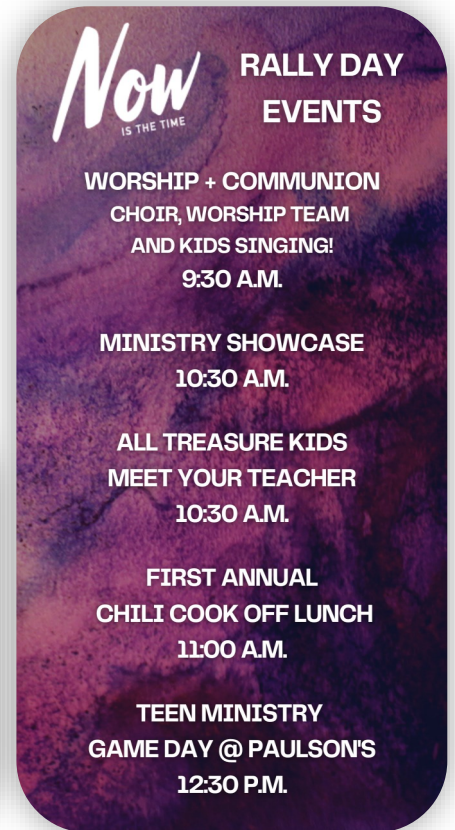 Now
IS THE TIME
RALLY DAY
EVENTS
WORSHIP + COMMUNION
CHOIR, WORSHIP TEAM
AND KIDS SINGING!
9:30 A.M.
MINISTRY SHOWCASE
10:30 A.M.
ALL TREASURE KIDS
MEET YOUR TEACHER
10:30 A.M.
FIRST ANNUAL
CHILI COOK OFF LUNCH
11:00 A.M.
TEEN MINISTRY
GAME DAY @ PAULSON'S
12:30 P.M.